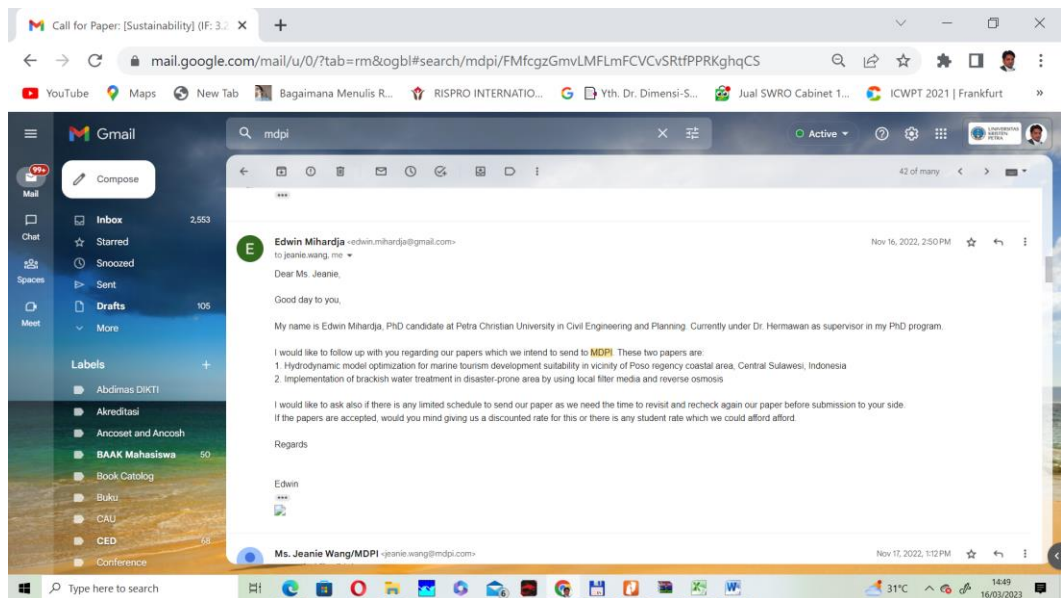 Call for Paper: [Sustainability] (IF: 3.2
mail.google.com/mail/u/0/?tab=rm&ogbl#search/mdpi/FMfcgzGmvLMFLmFCVCvSRtfPPRKghqCS
YouTube Maps New Tab Bagaimana Menulis R... RISPRO INTERNATIO... Yth. Dr. Dimensi-S... Jual SWRO Cabinet 1... ICWPT 2021 | Frankfurt »
Gmail
mdpi
Active
UNIVERSITAS KRISTEN PETRA
99+
Mail
Chat
Spaces
Meet
Compose
Inbox 2,553
Starred
Snoozed
Sent
Drafts 105
More
Labels +
Abdimas DIKTI
Akreditasi
Ancoset and Ancosh
BAAK Mahasiswa 50
Book Catolog
Buku
CAU
CED 68
Conference
42 of many
Edwin Mihardja <edwin.mihardja@gmail.com> Nov 16, 2022, 2:50 PM
to jeanie.wang, me
Dear Ms. Jeanie,
Good day to you,
My name is Edwin Mihardja, PhD candidate at Petra Christian University in Civil Engineering and Planning. Currently under Dr. Hermawan as supervisor in my PhD program.
I would like to follow up with you regarding our papers which we intend to send to MDPI. These two papers are:
1. Hydrodynamic model optimization for marine tourism development suitability in vicinity of Poso regency coastal area, Central Sulawesi, Indonesia
2. Implementation of brackish water treatment in disaster-prone area by using local filter media and reverse osmosis
I would like to ask also if there is any limited schedule to send our paper as we need the time to revisit and recheck again our paper before submission to your side.
If the papers are accepted, would you mind giving us a discounted rate for this or there is any student rate which we could afford afford.
Regards
Edwin
Ms. Jeanie Wang/MDPI <jeanie.wang@mdpi.com> Nov 17, 2022, 1:12 PM
Type here to search
31°C
14:49
16/03/2023